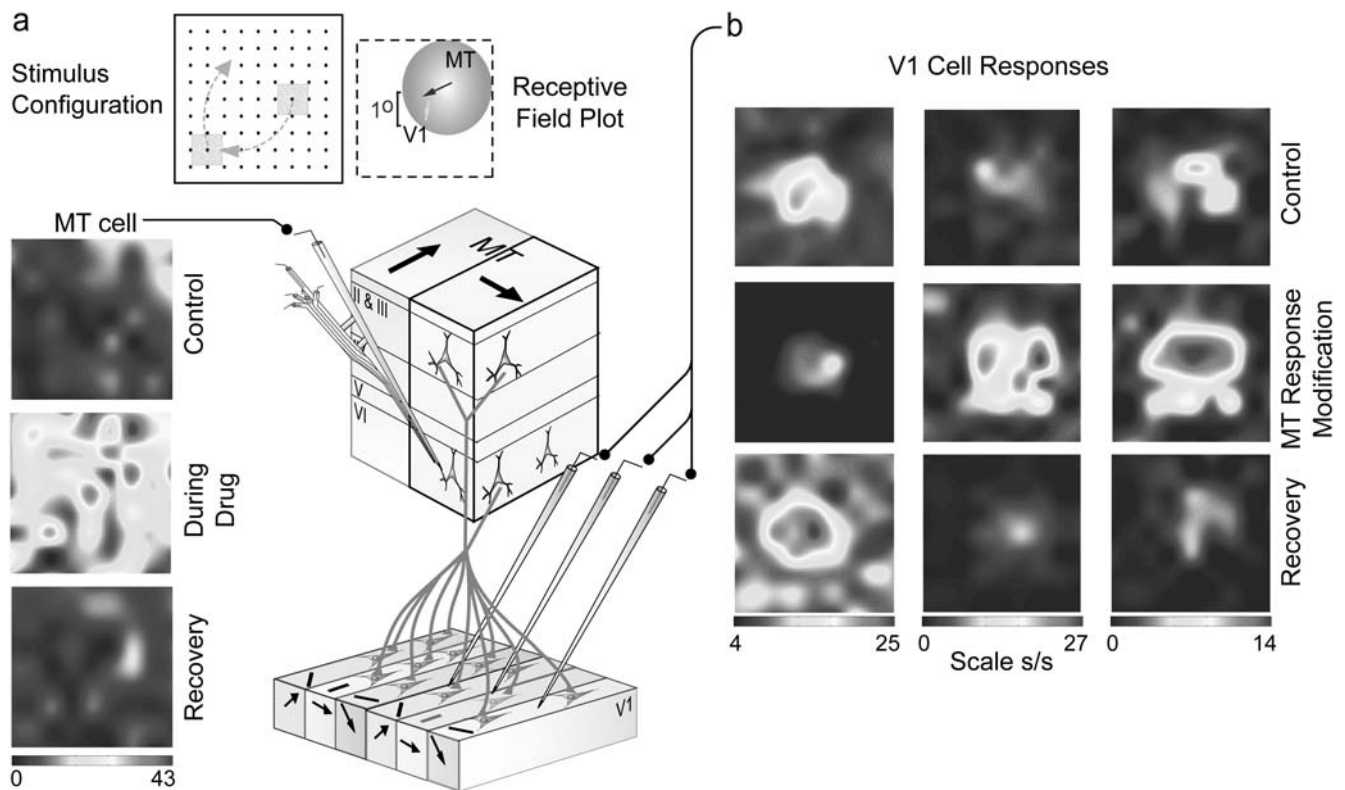 a
Stimulus
Configuration
MT
1º
V1
Receptive
Field Plot
MT cell
Control
During
Drug
Recovery
0
43
MT
II & III
V
VI
V1
b
V1 Cell Responses
Control
MT Response
Modification
Recovery
4
25
0
27
0
14
Scale s/s